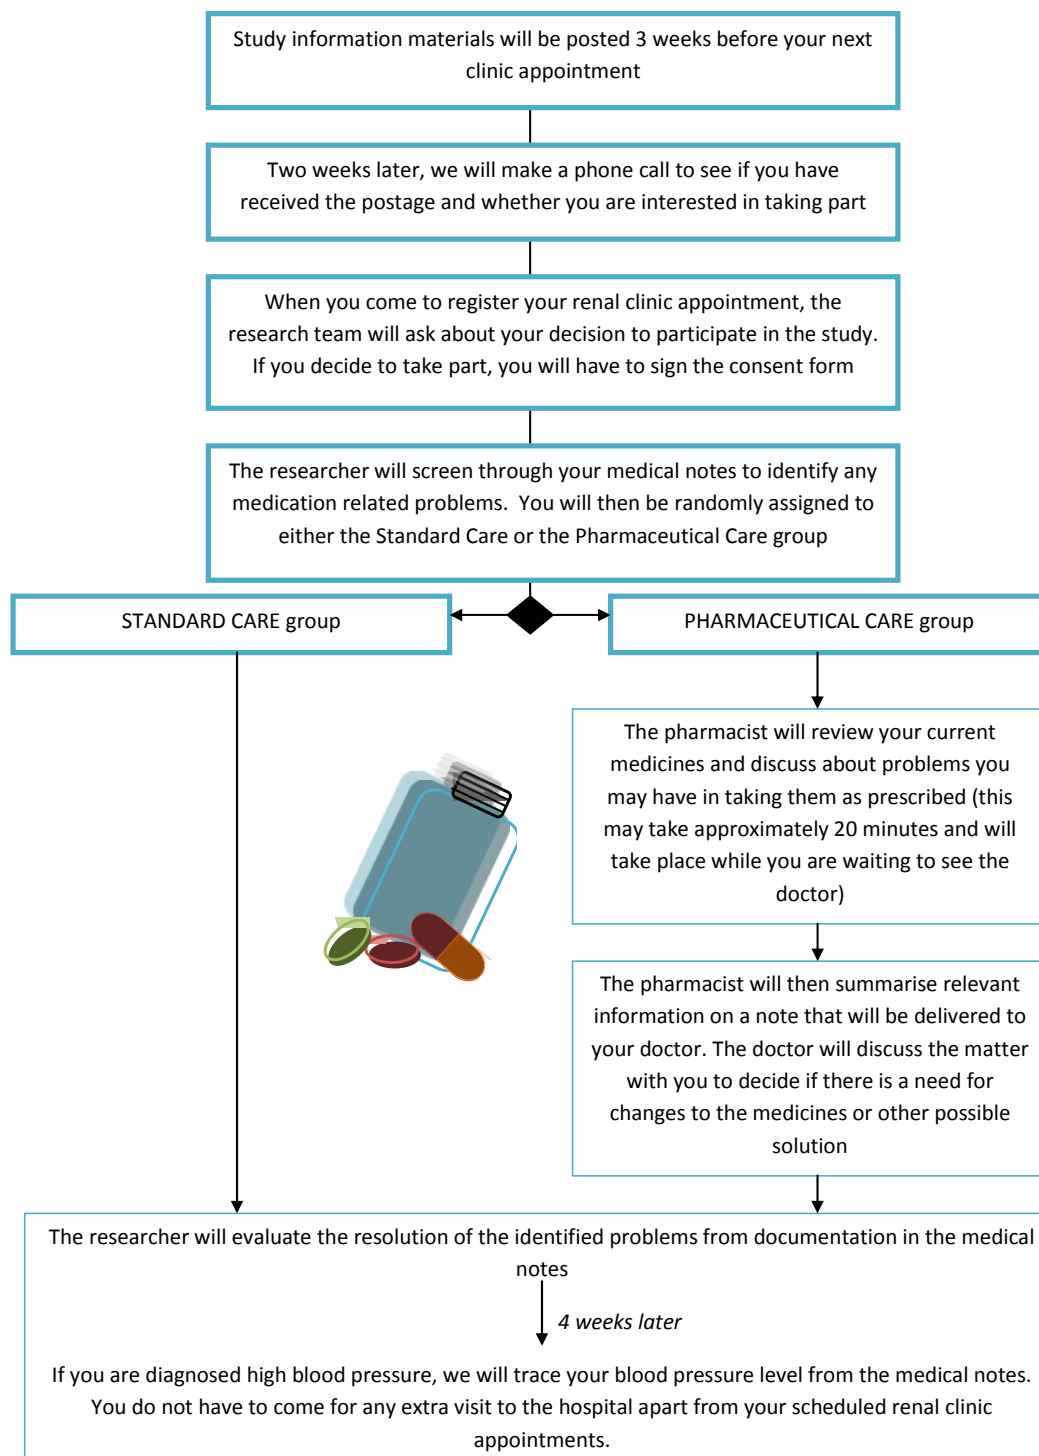 Study information materials will be posted 3 weeks before your next
clinic appointment
Two weeks later, we will make a phone call to see if you have
received the postage and whether you are interested in taking part
When you come to register your renal clinic appointment, the
research team will ask about your decision to participate in the study.
If you decide to take part, you will have to sign the consent form
The researcher will screen through your medical notes to identify any
medication related problems.  You will then be randomly assigned to
either the Standard Care or the Pharmaceutical Care group
STANDARD CARE group
PHARMACEUTICAL CARE group
The pharmacist will review your current
medicines and discuss about problems you
may have in taking them as prescribed (this
may take approximately 20 minutes and will
take place while you are waiting to see the
doctor)
The pharmacist will then summarise relevant
information on a note that will be delivered to
your doctor. The doctor will discuss the matter
with you to decide if there is a need for
changes to the medicines or other possible
solution
The researcher will evaluate the resolution of the identified problems from documentation in the medical
notes
4 weeks later
If you are diagnosed high blood pressure, we will trace your blood pressure level from the medical notes.
You do not have to come for any extra visit to the hospital apart from your scheduled renal clinic
appointments.